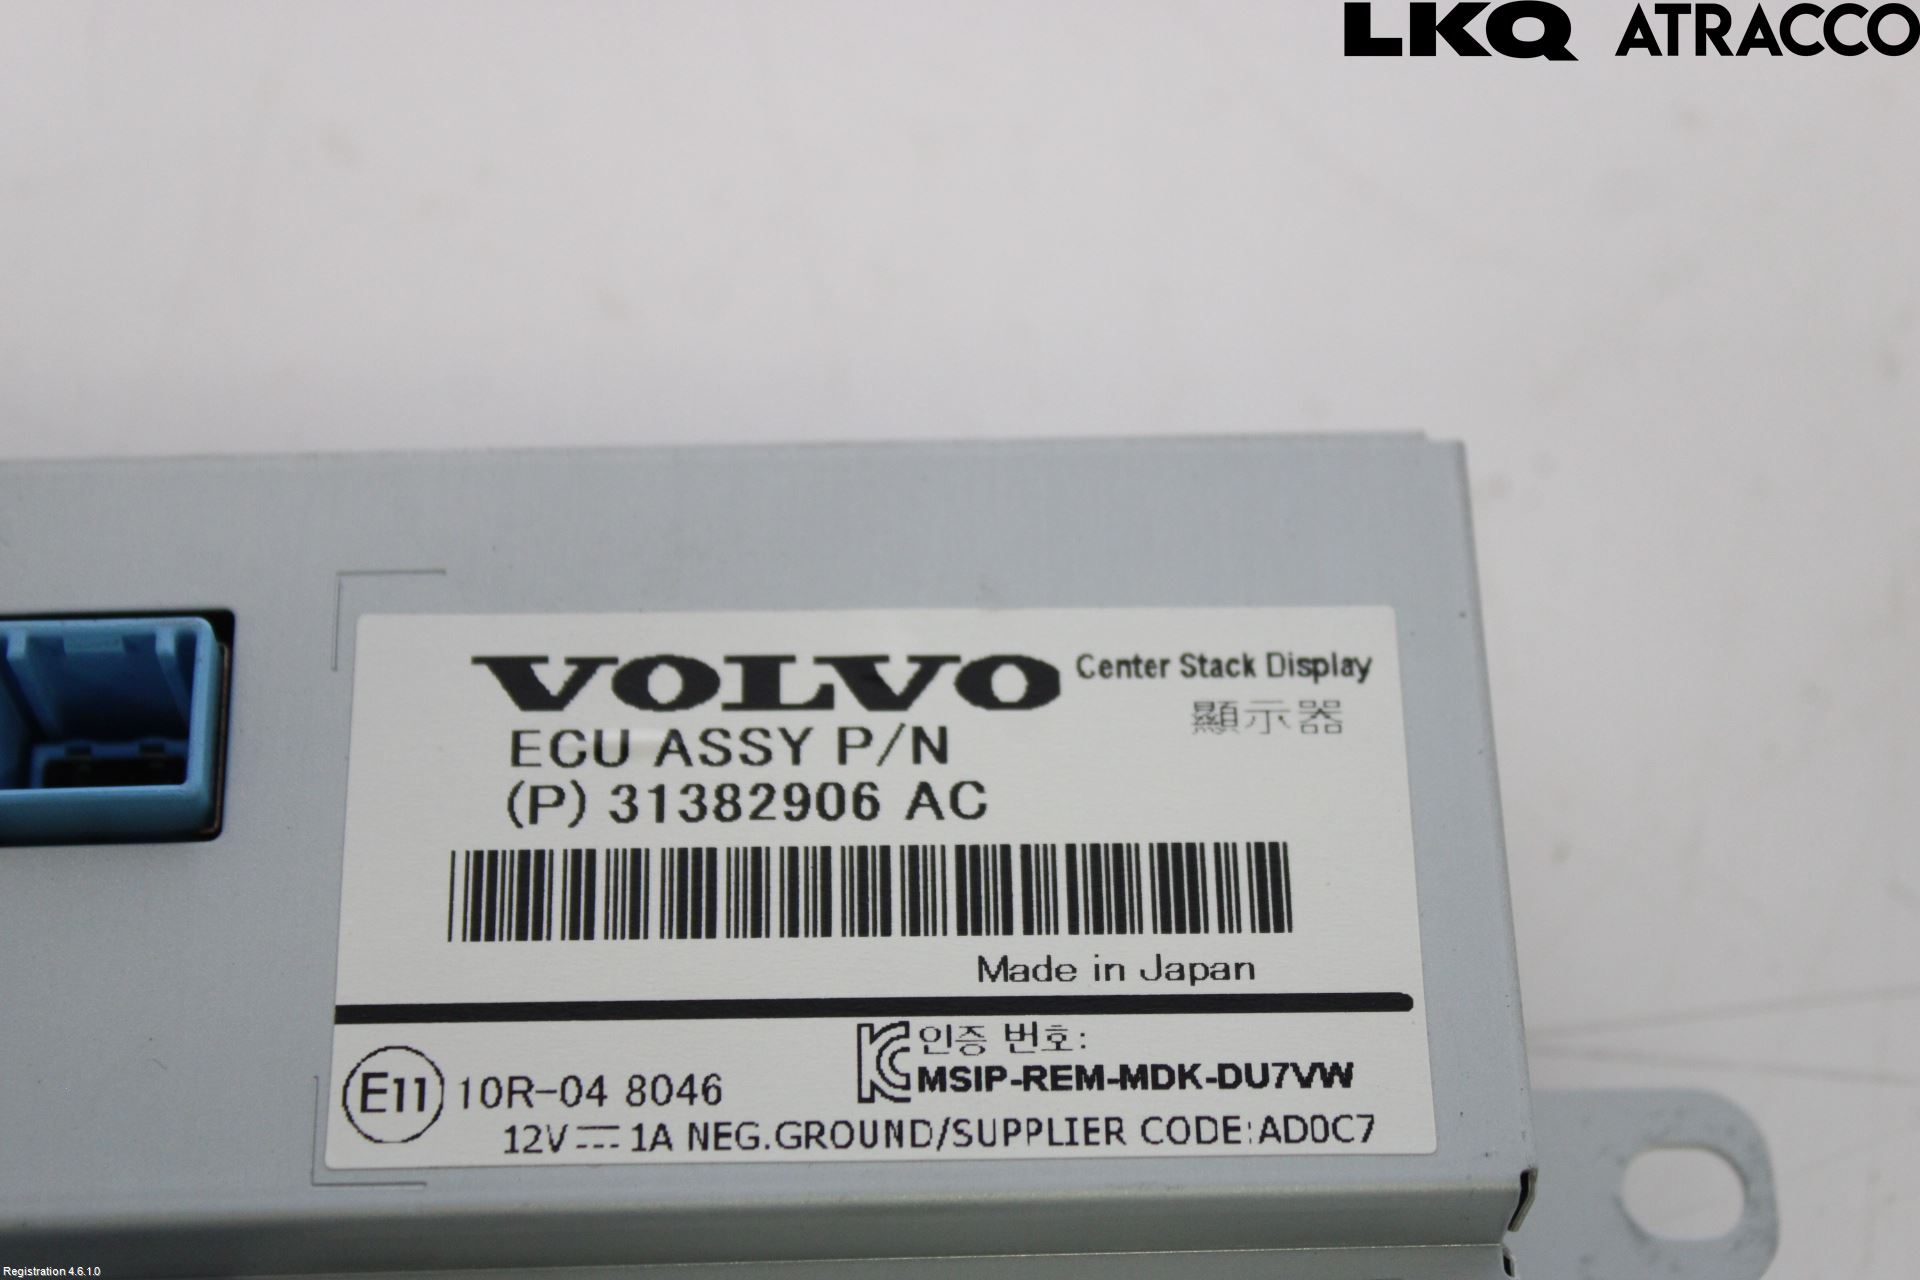 LKQ ATRACCO
VOLVO Center Stack Display
顯示器
ECU ASSY P/N
(P) 31382906 AC
Made in Japan
인증 번호:
MSIP-REM-MDK-DU7VW
E11 10R-04 8046
12V 1A NEG.GROUND/SUPPLIER CODE:AD0C7
Registration 4.6.1.0